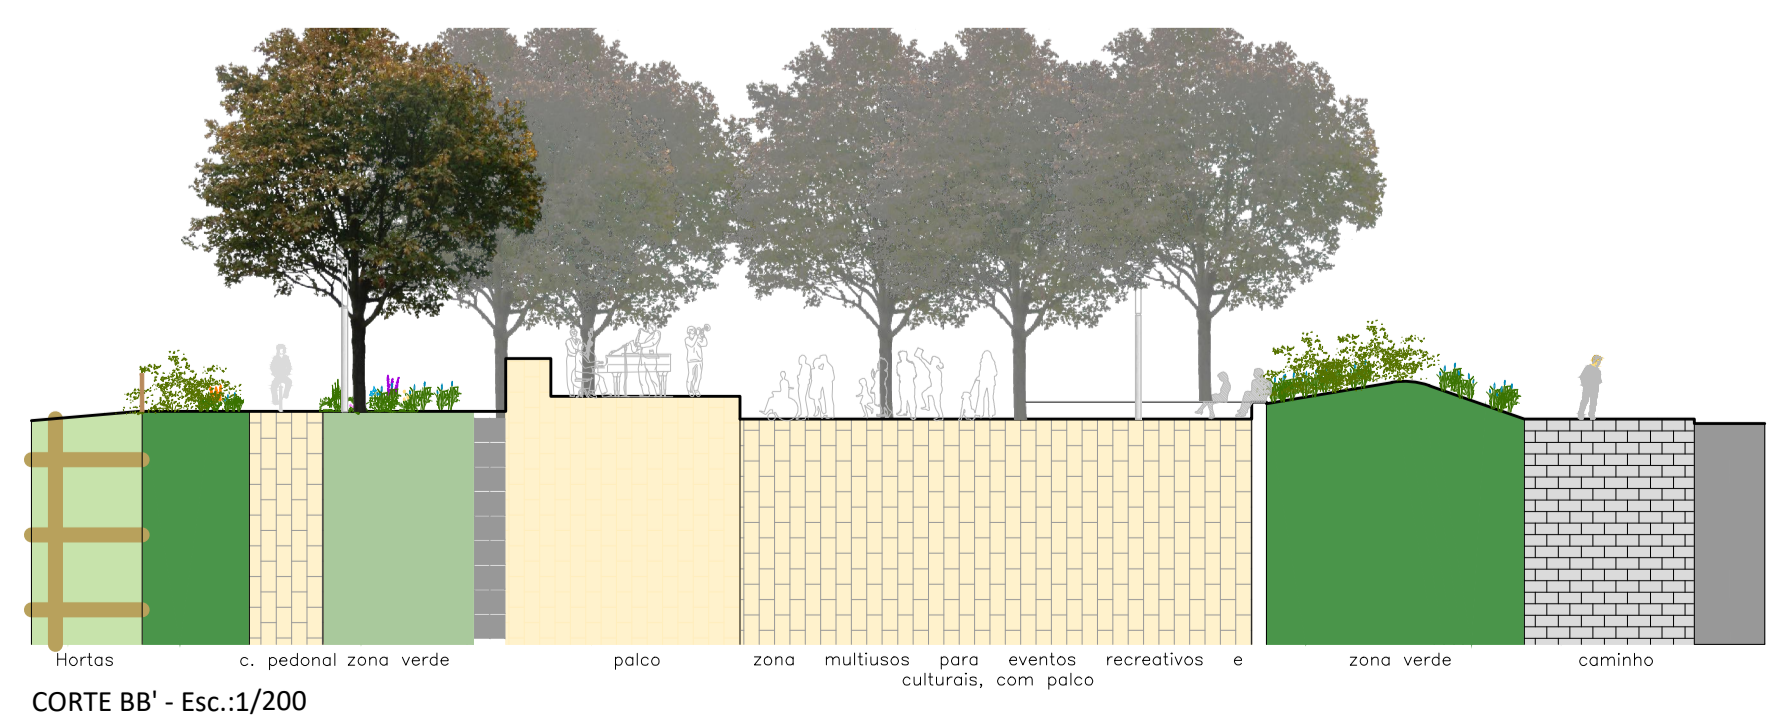 Hortas c. pedonal zona verde palco zona multiusos para eventos recreativos e zona verde caminho
culturais, com palco
CORTE BB' - Esc.:1/200